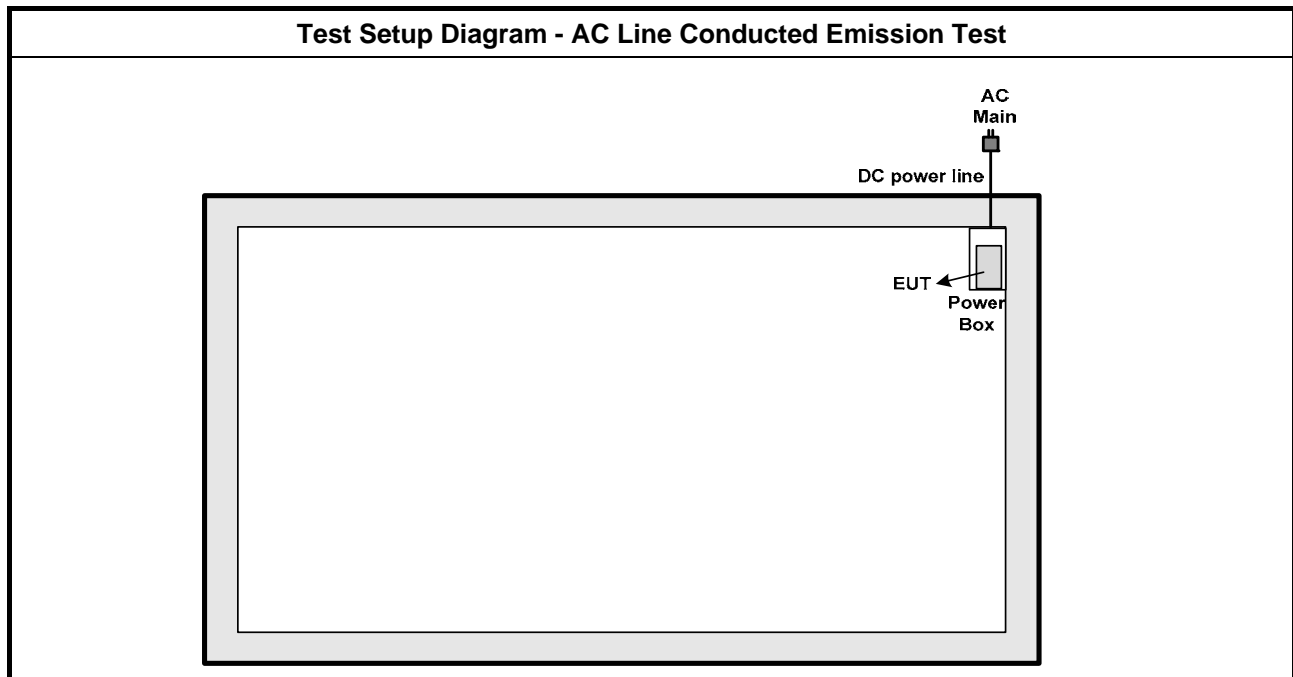 Test Setup Diagram - AC Line Conducted Emission Test
AC
Main
DC power line
EUT
Power
Box